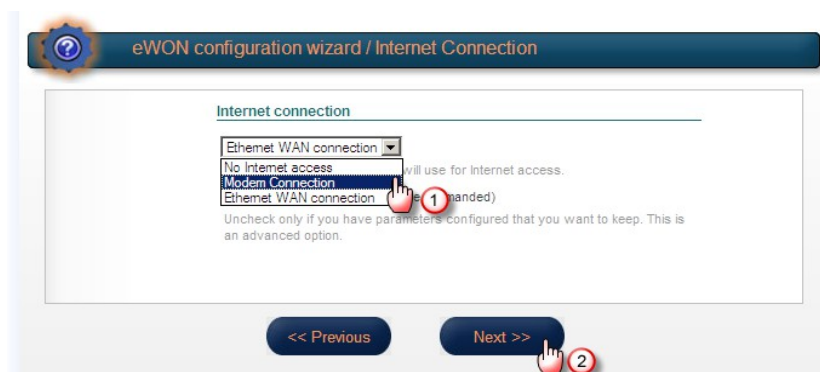 eWON configuration wizard / Internet Connection
Internet connection
Ethernet WAN connection
No Internet access
will use for Internet access.
Modem Connection
1
Ethernet WAN connection
manded)
Uncheck only if you have parameters configured that you want to keep. This is
an advanced option.
<< Previous
Next >>
2